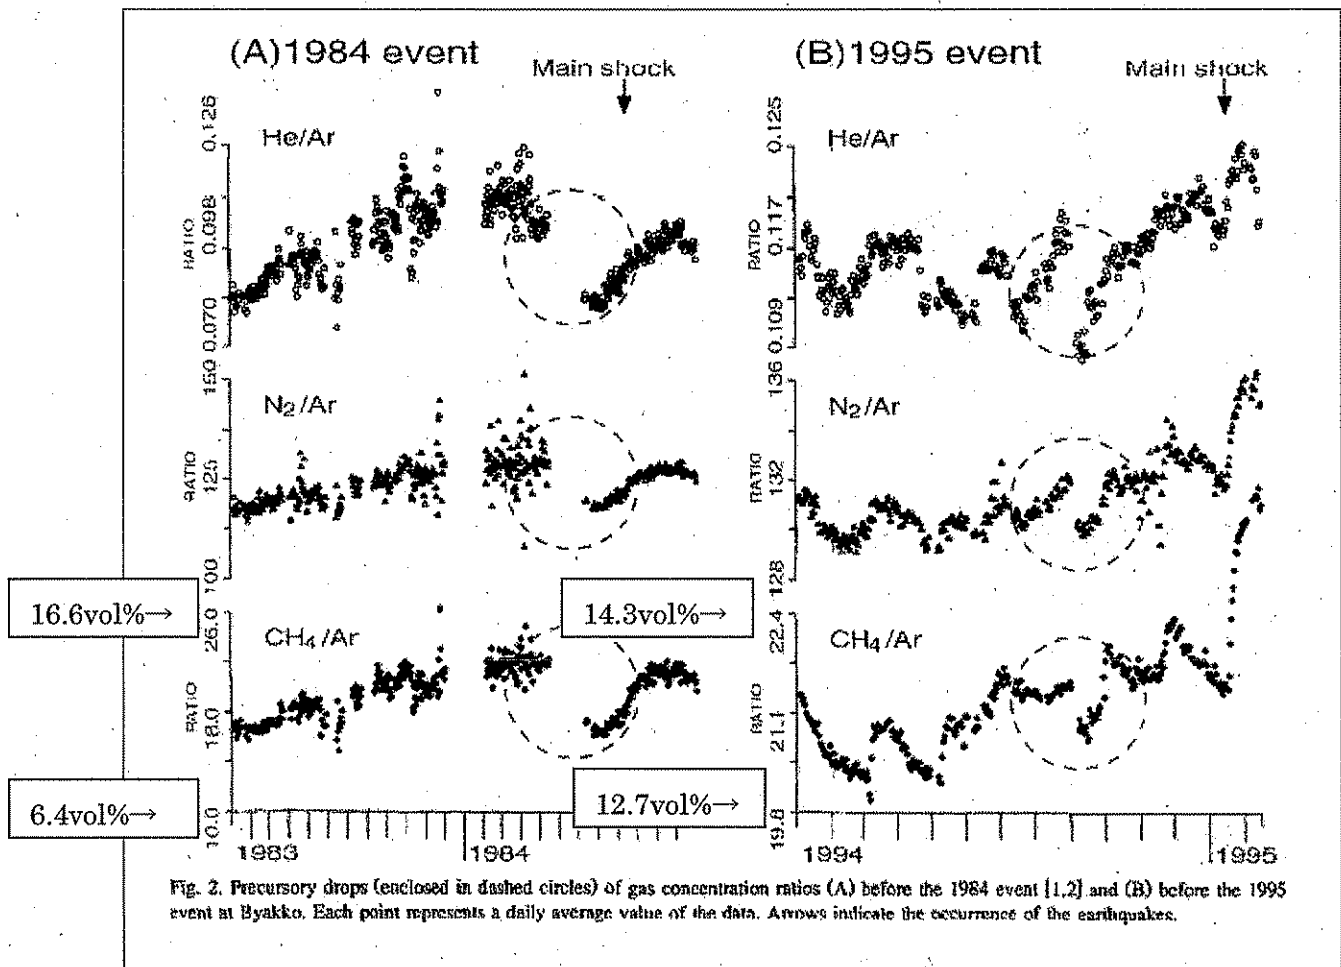 (A)1984 event
Main shock
He/Ar
0.126
0.098
0.070
RATIO
N₂/Ar
150
125
100
RATIO
CH₄/Ar
26.0
18.0
10.0
RATIO
16.6vol%→
6.4vol%→
1983
1984
(B)1995 event
Main shock
He/Ar
0.125
0.117
0.109
RATIO
N₂/Ar
136
132
128
RATIO
CH₄/Ar
22.4
21.1
19.8
RATIO
14.3vol%→
12.7vol%→
1994
1995
Fig. 2. Precursory drops (enclosed in dashed circles) of gas concentration ratios (A) before the 1984 event [1,2] and (B) before the 1995
event at Byakko. Each point represents a daily average value of the data. Arrows indicate the occurrence of the earthquakes.